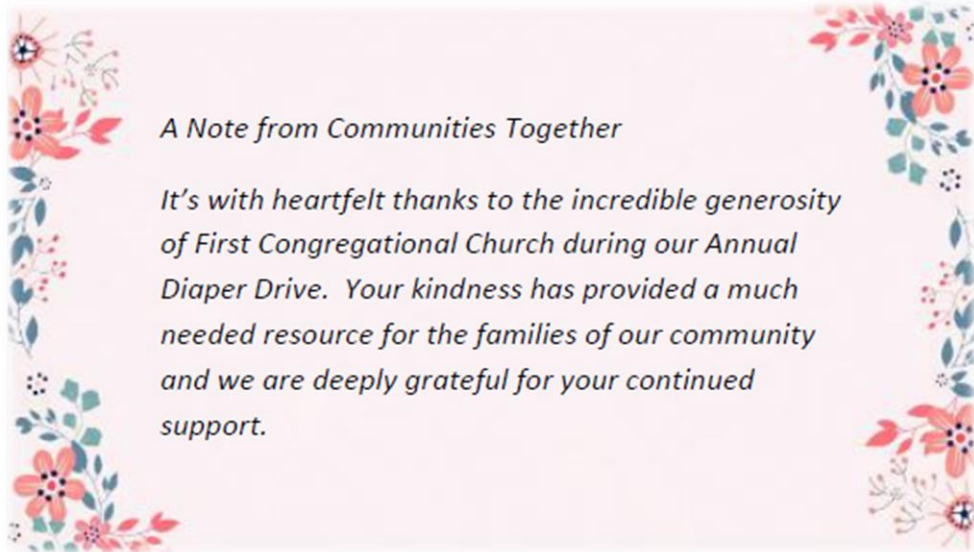 A Note from Communities Together
It’s with heartfelt thanks to the incredible generosity
of First Congregational Church during our Annual
Diaper Drive.  Your kindness has provided a much
needed resource for the families of our community
and we are deeply grateful for your continued
support.